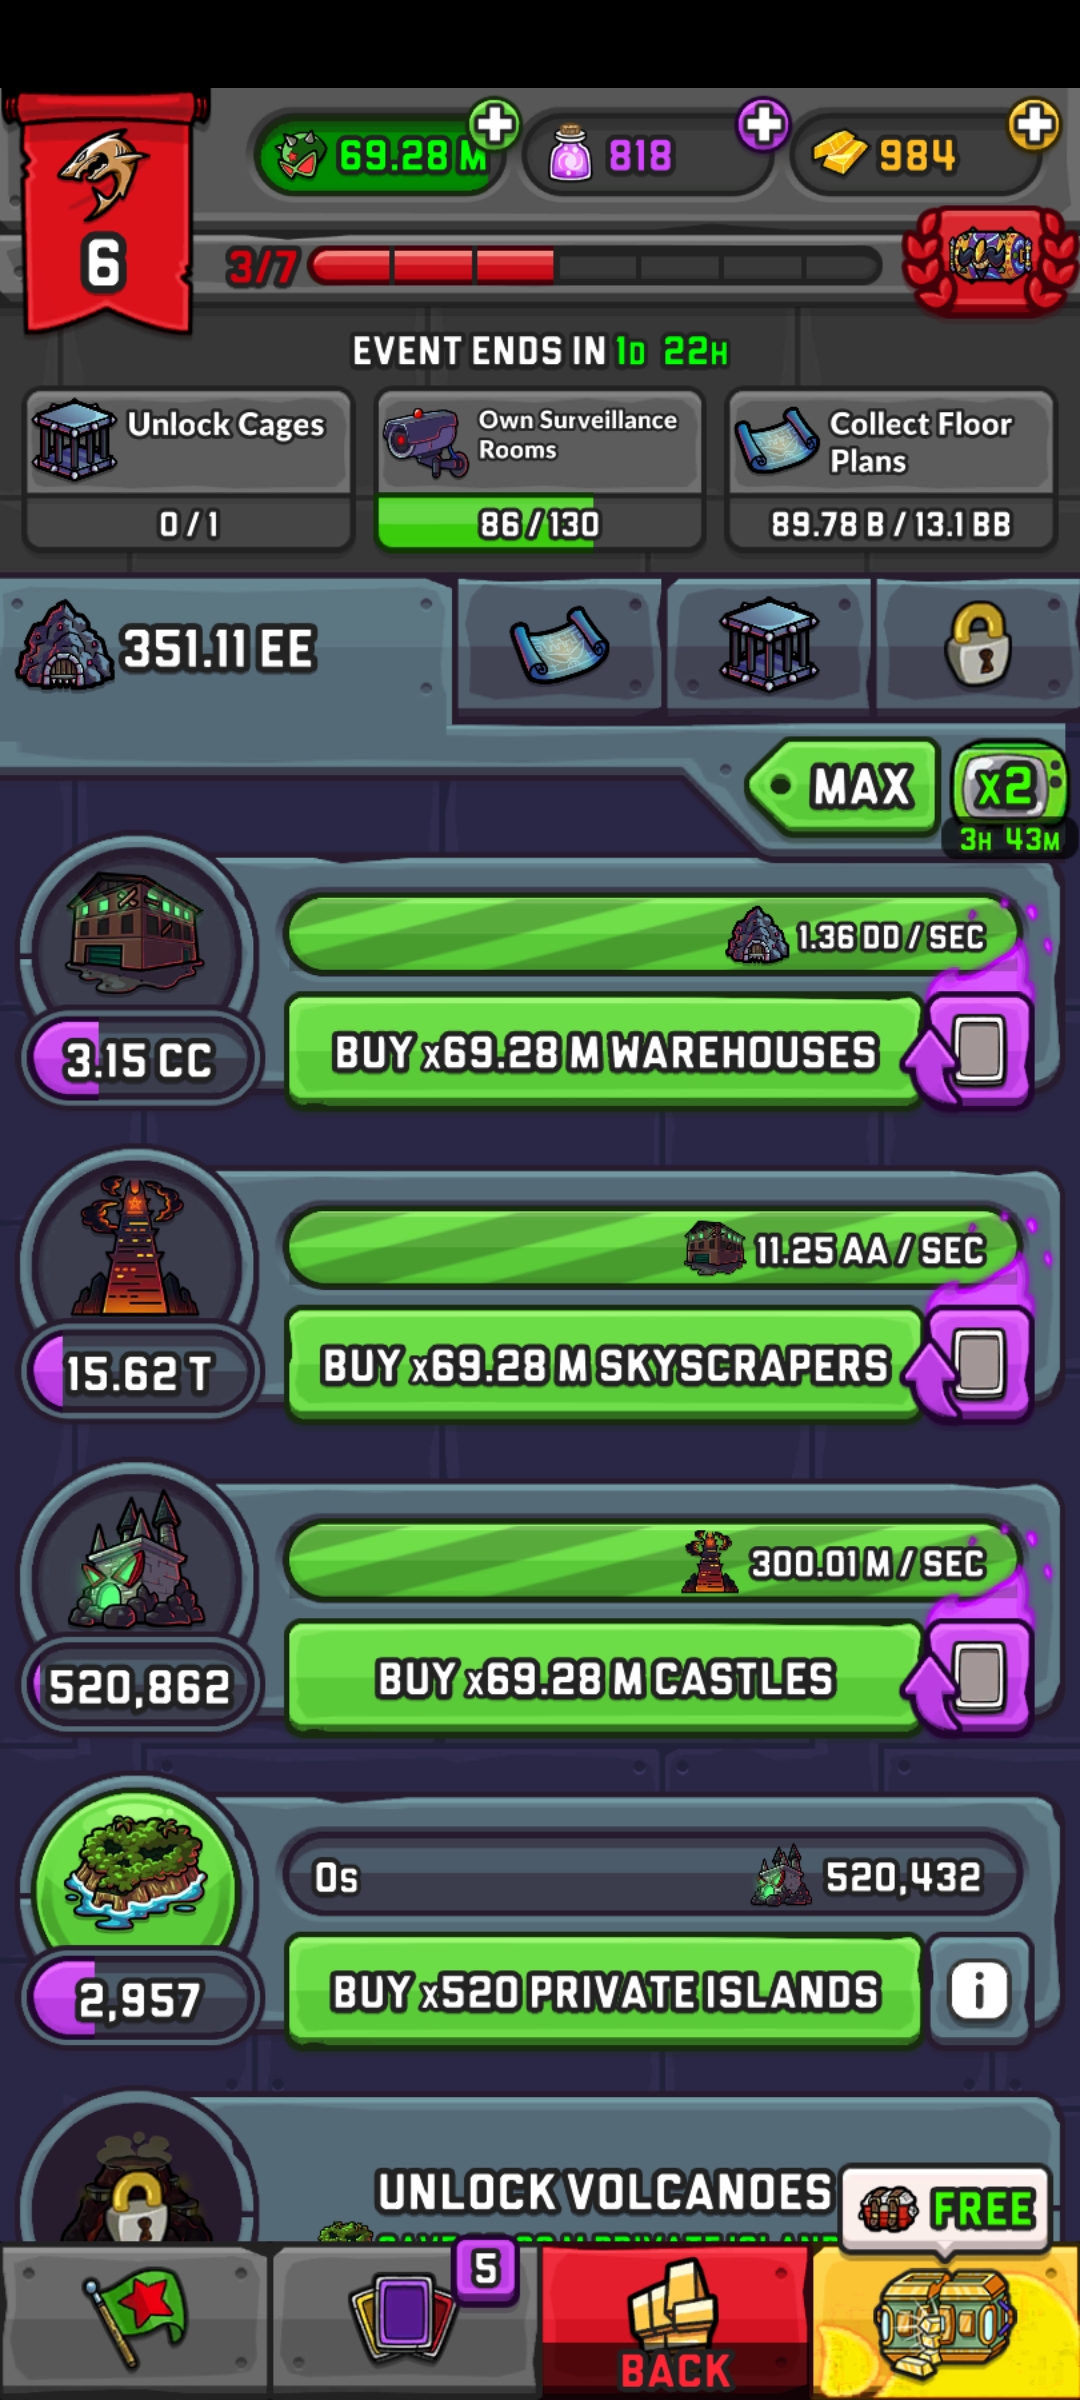 69.28 M
818
984
6
3/7
EVENT ENDS IN 1D 22H
Unlock Cages
0 / 1
Own Surveillance
Rooms
86 / 130
Collect Floor
Plans
89.78 B / 13.1 BB
351.11 EE
MAX
x2
3H 43M
1.36 DD / SEC
3.15 CC
BUY x69.28 M WAREHOUSES
11.25 AA / SEC
15.62 T
BUY x69.28 M SKYSCRAPERS
300.01 M / SEC
520,862
BUY x69.28 M CASTLES
0s
520,432
2,957
BUY x520 PRIVATE ISLANDS
i
UNLOCK VOLCANOES
FREE
5
BACK